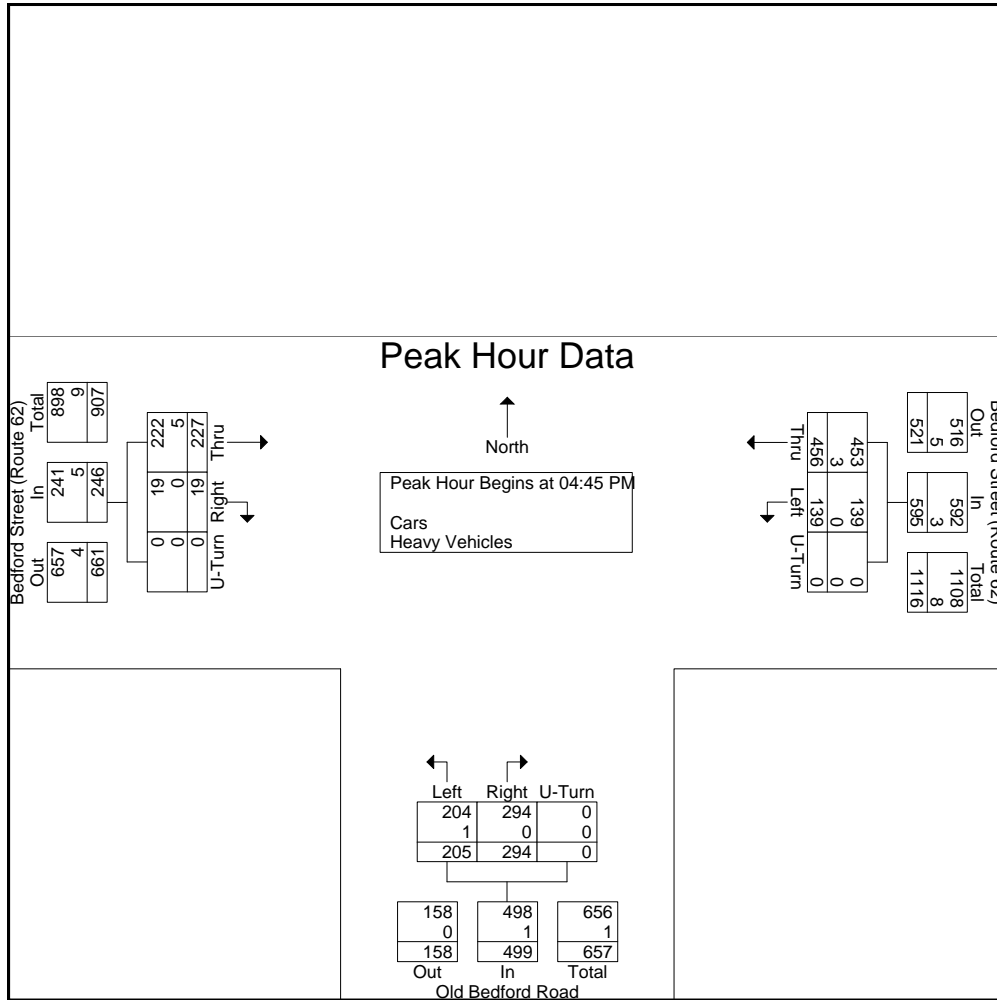 Peak Hour Data
North
Peak Hour Begins at 04:45 PM
Cars
Heavy Vehicles
Bedford Street (Route 62)
Out In Total
657 241 898
4 5 9
661 246 907
0 19 222
0 0 5
0 19 227
U-Turn Right Thru
Bedford Street (Route 62)
Out In Total
516 592 1108
5 3 8
521 595 1116
453 139 0
3 0 0
456 139 0
Thru Left U-Turn
Left Right U-Turn
204 294 0
1 0 0
205 294 0
158 498 656
0 1 1
158 499 657
Out In Total
Old Bedford Road